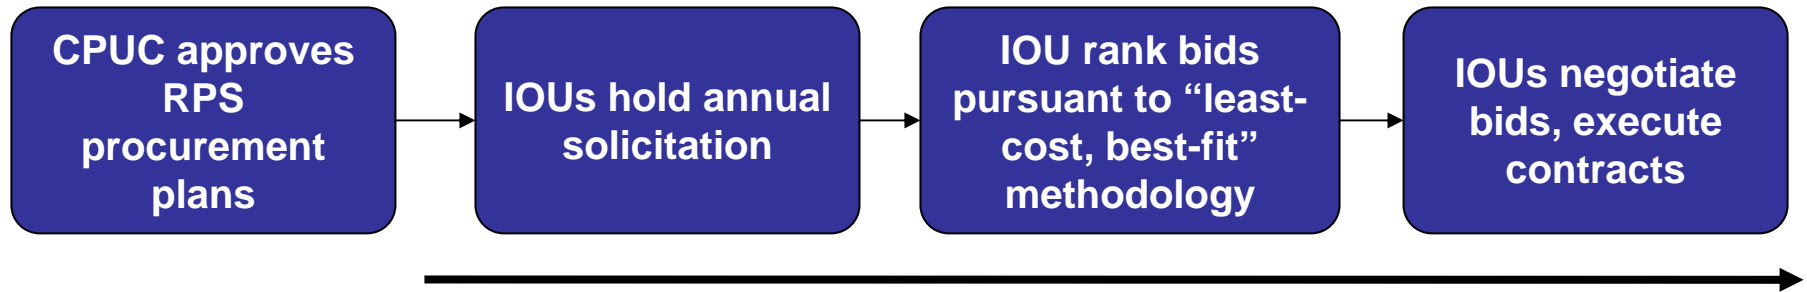 CPUC approves
RPS
procurement
plans
IOUs hold annual
solicitation
IOU rank bids
pursuant to “least-
cost, best-fit”
methodology
IOUs negotiate
bids, execute
contracts